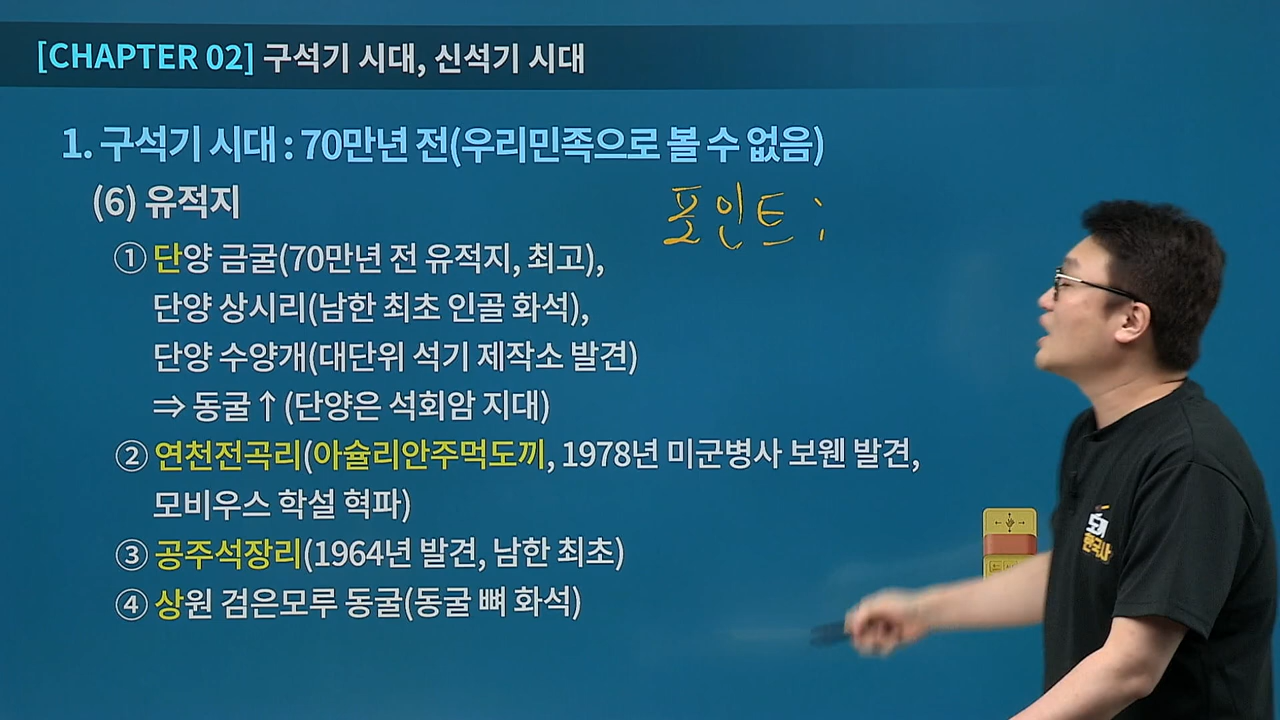 [CHAPTER 02] 구석기 시대, 신석기 시대
1. 구석기 시대 : 70만년 전(우리민족으로 볼 수 없음)
(6) 유적지
포인트 :
① 단양 금굴(70만년 전 유적지, 최고),
단양 상시리(남한 최초 인골 화석),
단양 수양개(대단위 석기 제작소 발견)
⇒ 동굴↑(단양은 석회암 지대)
② 연천전곡리(아슐리안주먹도끼, 1978년 미군병사 보웬 발견,
모비우스 학설 혁파)
③ 공주석장리(1964년 발견, 남한 최초)
④ 상원 검은모루 동굴(동굴 뼈 화석)
한국사